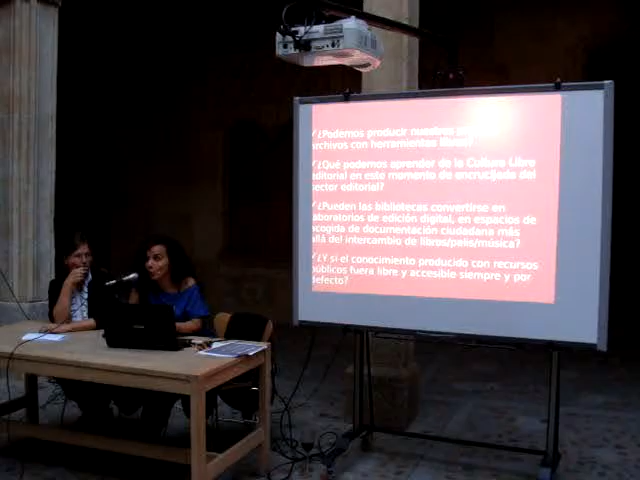 ✓ ¿Podemos producir nuestros
archivos con herramientas libres?
✓ ¿Qué podemos aprender de la Cultura Libre
editorial en este momento de encrucijada del
sector editorial?
✓ ¿Pueden las bibliotecas convertirse en
laboratorios de edición digital, en espacios de
acogida de documentación ciudadana más
allá del intercambio de libros/pelis/música?
✓ ¿Y si el conocimiento producido con recursos
públicos fuera libre y accesible siempre y por
defecto?